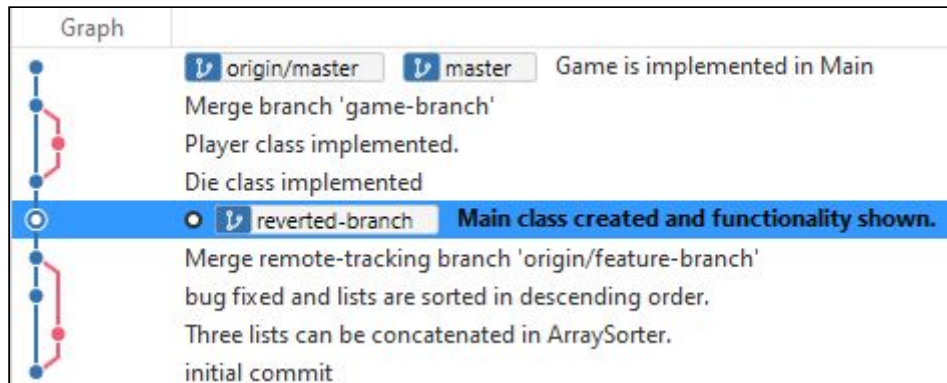 Graph
origin/master master Game is implemented in Main
Merge branch 'game-branch'
Player class implemented.
Die class implemented
reverted-branch Main class created and functionality shown.
Merge remote-tracking branch 'origin/feature-branch'
bug fixed and lists are sorted in descending order.
Three lists can be concatenated in ArraySorter.
initial commit